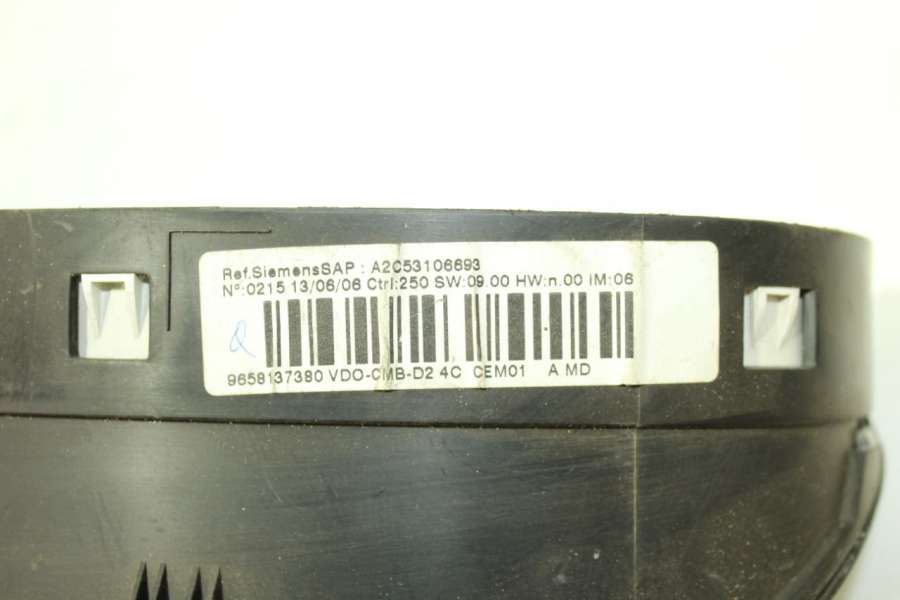 Ref.SiemensSAP : A2C53106693
Nº:0215 13/06/06 Ctrl:250 SW:09.00 HW:n.00 IM:06
Q
9658137380 VDO-CMB-D2 4C CEM01 A MD